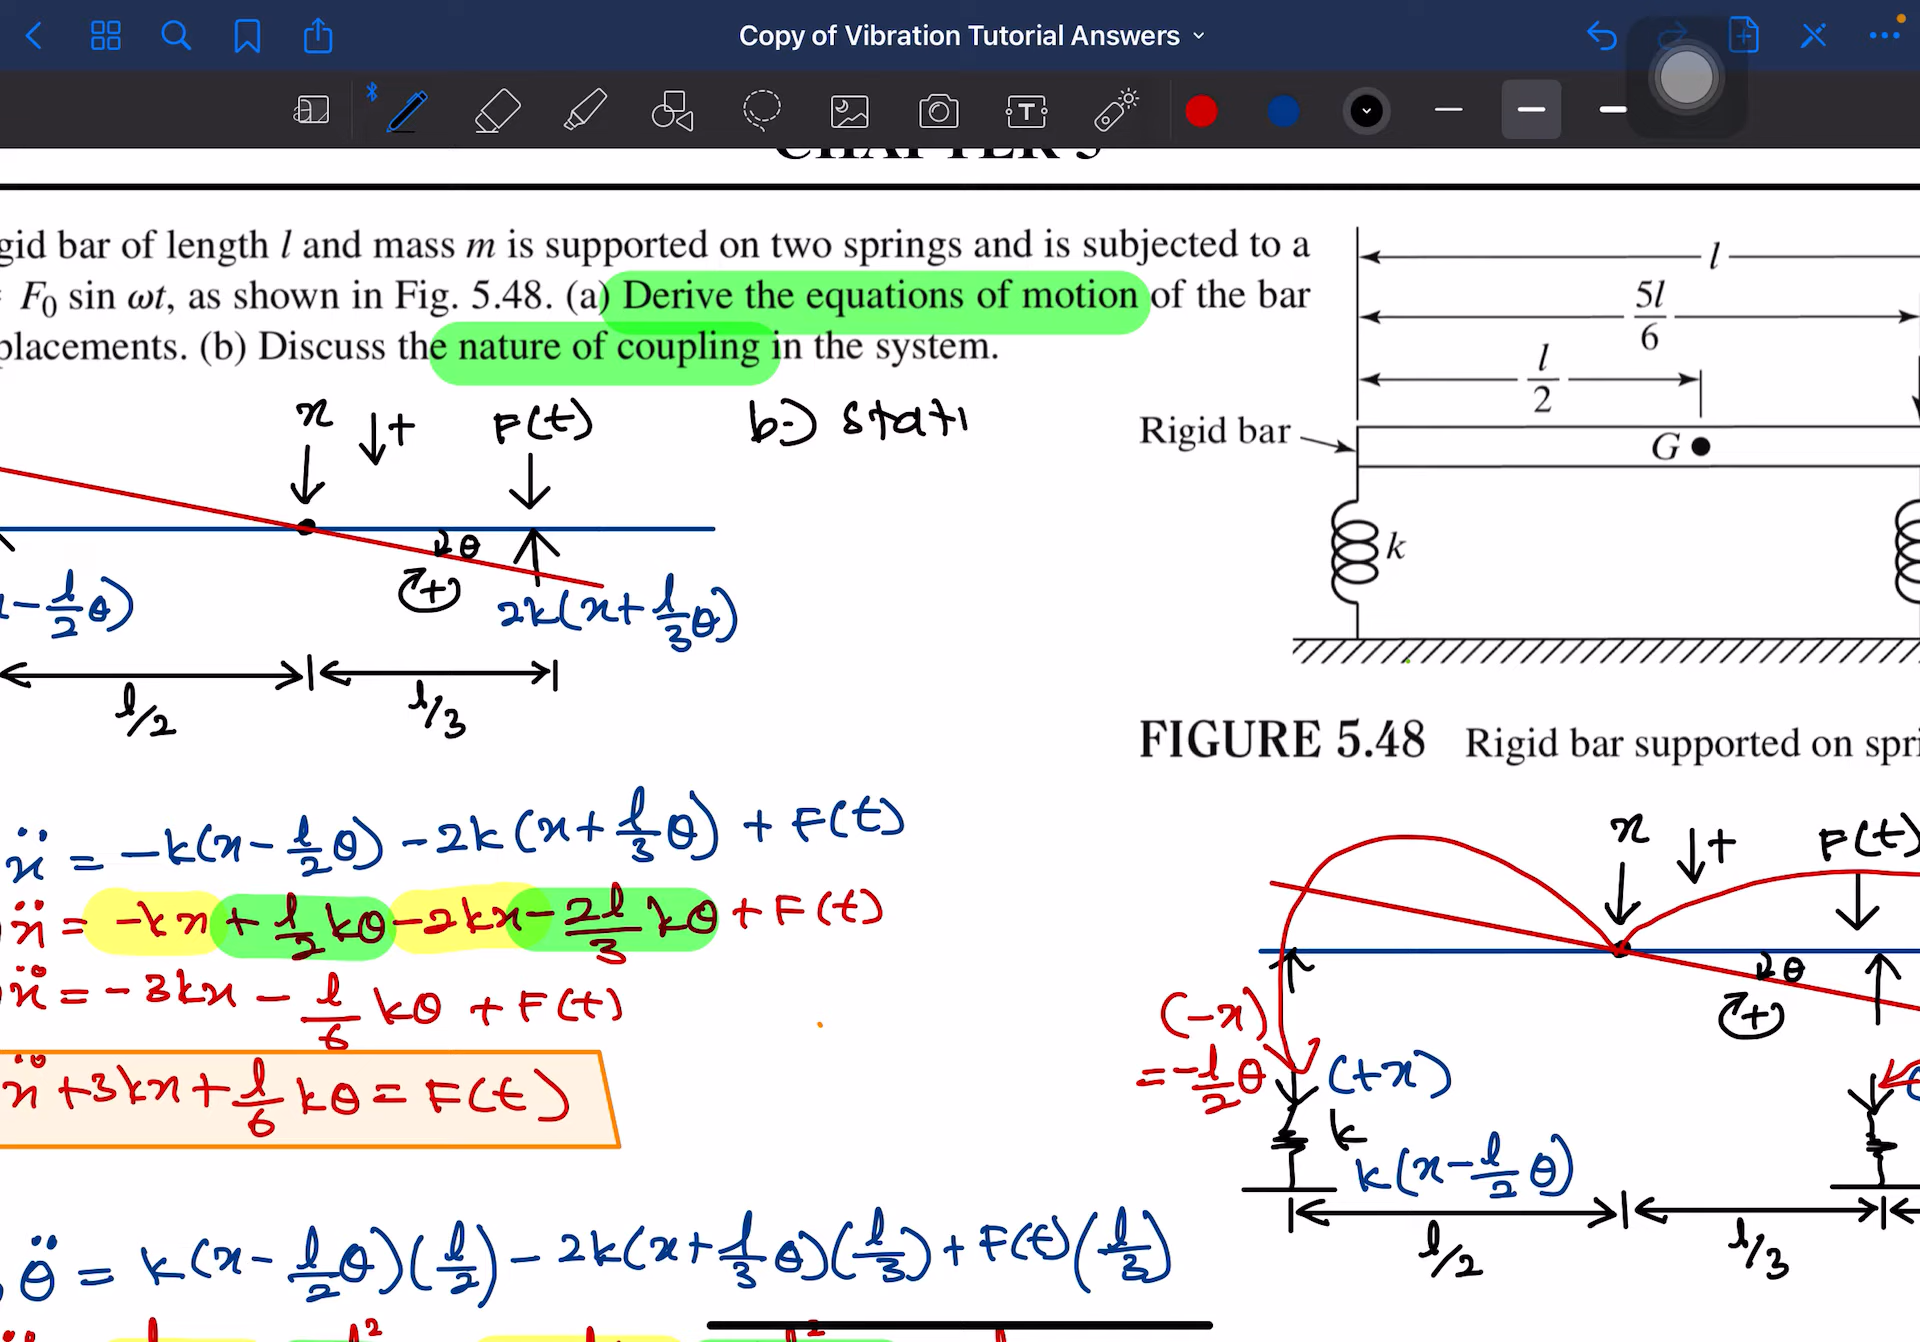 Copy of Vibration Tutorial Answers
CHAPTER 5
gid bar of length l and mass m is supported on two springs and is subjected to a
F₀ sin ωt, as shown in Fig. 5.48. (a) Derive the equations of motion of the bar
placements. (b) Discuss the nature of coupling in the system.
l
5l/6
l/2
Rigid bar
G
k
x ↓+ F(t)
b-) stati
θ
(+)
x-l/2θ)
2k(x+l/3θ)
l/2 l/3
FIGURE 5.48 Rigid bar supported on spri
ẍ = -k(x-l/2θ) -2k(x+l/3θ) + F(t)
ẍ = -kx + l/2kθ -2kx - 2l/3kθ + F(t)
ẍ = -3kx - l/6kθ + F(t)
ẍ +3kx + l/6kθ = F(t)
θ̈ = k(x-l/2θ)(l/2) - 2k(x+l/3θ)(l/3) + F(t)(l/3)
x ↓+ F(t)
θ
(+)
(-x)
=-l/2θ
(+x)
k
k(x-l/2θ)
l/2 l/3